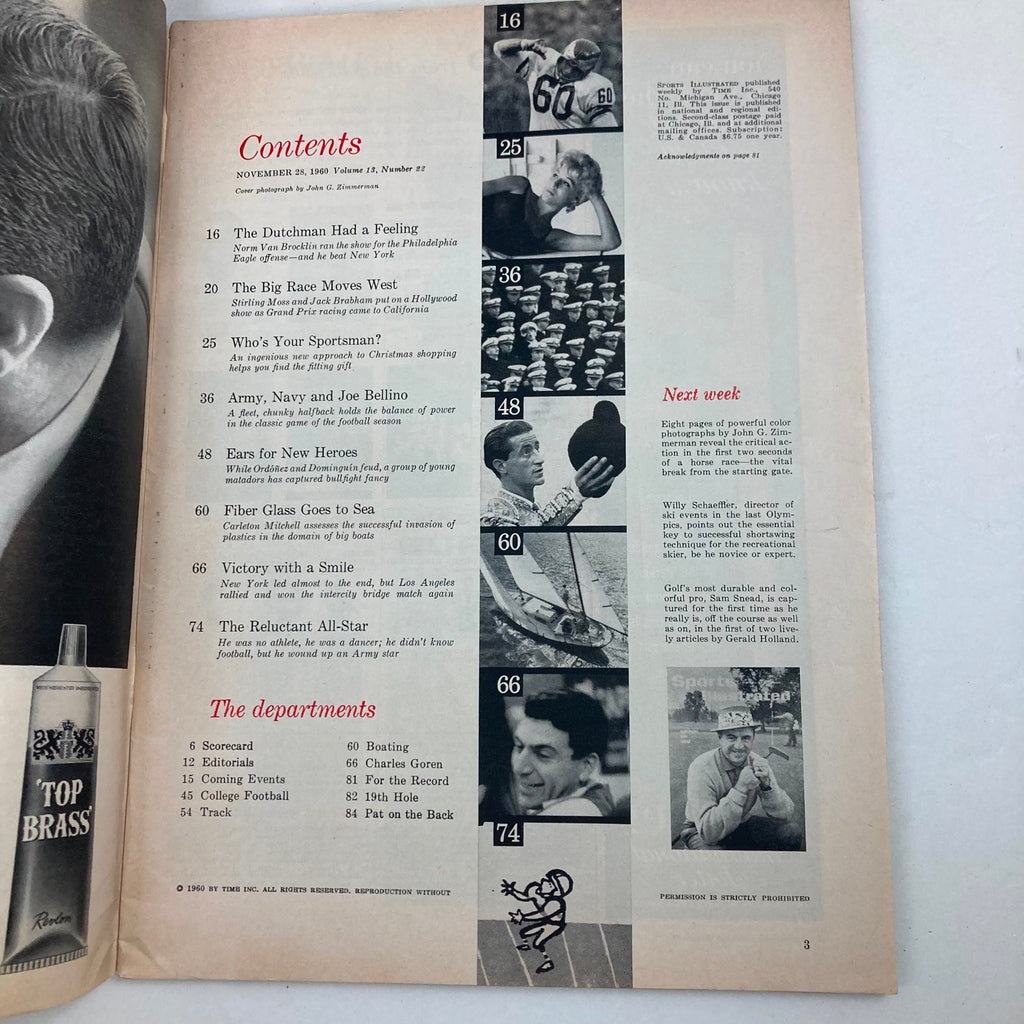 Contents
NOVEMBER 28, 1960 Volume 13, Number 22
Cover photograph by John G. Zimmerman
16 The Dutchman Had a Feeling
Norm Van Brocklin ran the show for the Philadelphia
Eagle offense—and he beat New York
20 The Big Race Moves West
Stirling Moss and Jack Brabham put on a Hollywood
show as Grand Prix racing came to California
25 Who's Your Sportsman?
An ingenious new approach to Christmas shopping
helps you find the fitting gift
36 Army, Navy and Joe Bellino
A fleet, chunky halfback holds the balance of power
in the classic game of the football season
48 Ears for New Heroes
While Ordóñez and Dominguín feud, a group of young
matadors has captured bullfight fancy
60 Fiber Glass Goes to Sea
Carleton Mitchell assesses the successful invasion of
plastics in the domain of big boats
66 Victory with a Smile
New York led almost to the end, but Los Angeles
rallied and won the intercity bridge match again
74 The Reluctant All-Star
He was no athlete, he was a dancer; he didn't know
football, but he wound up an Army star
The departments
6 Scorecard
12 Editorials
15 Coming Events
45 College Football
54 Track
60 Boating
66 Charles Goren
81 For the Record
82 19th Hole
84 Pat on the Back
© 1960 BY TIME INC. ALL RIGHTS RESERVED. REPRODUCTION WITHOUT
PERMISSION IS STRICTLY PROHIBITED
16
60
60
25
36
48
60
66
74
SPORTS ILLUSTRATED published
weekly by TIME Inc., 540
No. Michigan Ave., Chicago
11, Ill. This issue is published
in national and regional edi-
tions. Second-class postage paid
at Chicago, Ill. and at additional
mailing offices. Subscription:
U.S. & Canada $6.75 one year.
Acknowledgments on page 81
Next week
Eight pages of powerful color
photographs by John G. Zim-
merman reveal the critical ac-
tion in the first two seconds
of a horse race—the vital
break from the starting gate.
Willy Schaeffler, director of
ski events in the last Olym-
pics, points out the essential
key to successful shortswing
technique for the recreational
skier, be he novice or expert.
Golf's most durable and col-
orful pro, Sam Snead, is cap-
tured for the first time as he
really is, off the course as well
as on, in the first of two live-
ly articles by Gerald Holland.
Sports
Illustrated
3
'TOP
BRASS'
Revlon